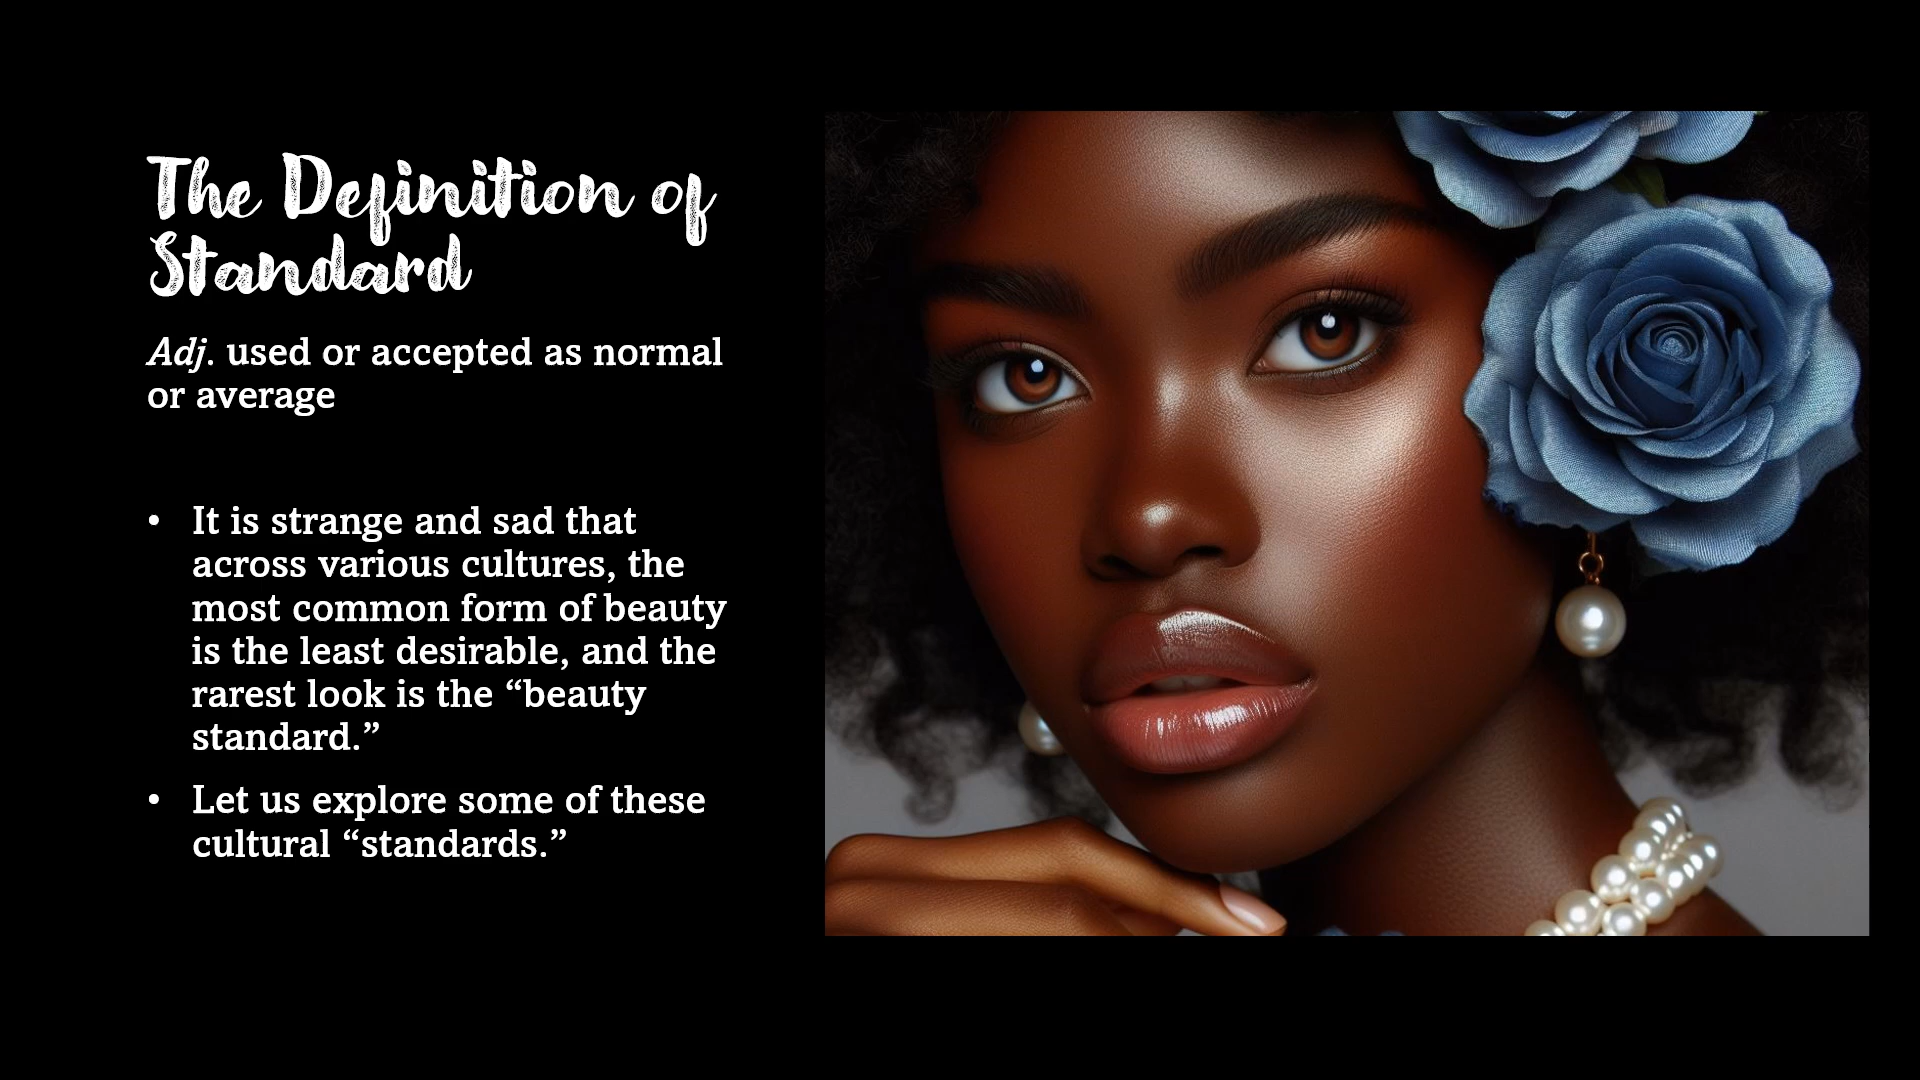 The Definition of
Standard
Adj. used or accepted as normal
or average
• It is strange and sad that
across various cultures, the
most common form of beauty
is the least desirable, and the
rarest look is the “beauty
standard.”
• Let us explore some of these
cultural “standards.”